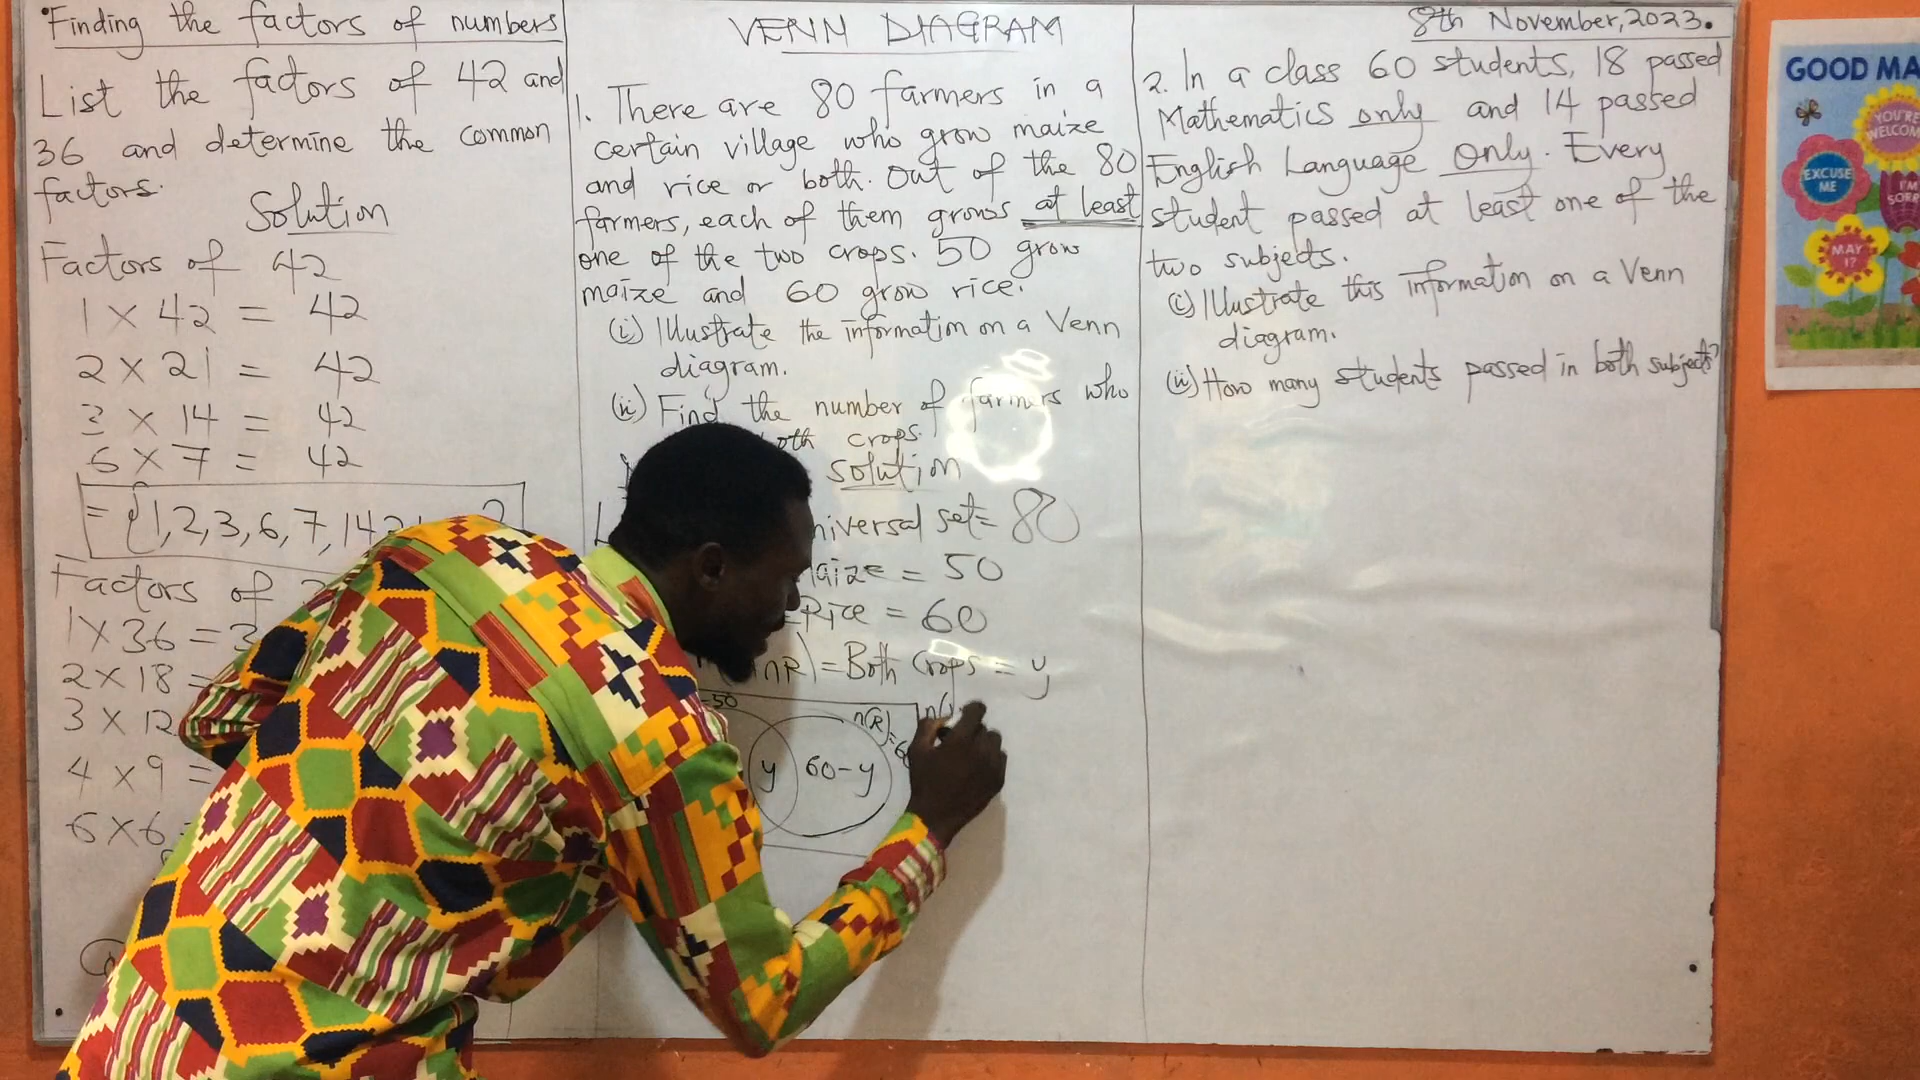 Finding the factors of numbers
List the factors of 42 and
36 and determine the common
factors.
Solution
Factors of 42
1 × 42 = 42
2 × 21 = 42
3 × 14 = 42
6 × 7 = 42
= {1, 2, 3, 6, 7, 14
Factors of
1 × 36 = 3
2 × 18 =
3 × 12
4 × 9 =
6 × 6
VENN DIAGRAM
1. There are 80 farmers in a
certain village who grow maize
and rice or both. Out of the 80
farmers, each of them grows at least
one of the two crops. 50 grow
maize and 60 grow rice.
(i) Illustrate the information on a Venn
diagram.
(ii) Find the number of farmers who
both crops.
Solution
niversal set = 80
aize = 50
Rice = 60
∩R) = Both Crops = y
=50
n(R)=6
n(
y
60-y
8th November, 2023.
2. In a class 60 students, 18 passed
Mathematics only and 14 passed
English Language Only. Every
student passed at least one of the
two subjects.
(i) Illustrate this information on a Venn
diagram.
(ii) How many students passed in both subjects?
GOOD MA
YOU'RE
WELCOM
EXCUSE
ME
I'M
SORR
MAY
I?